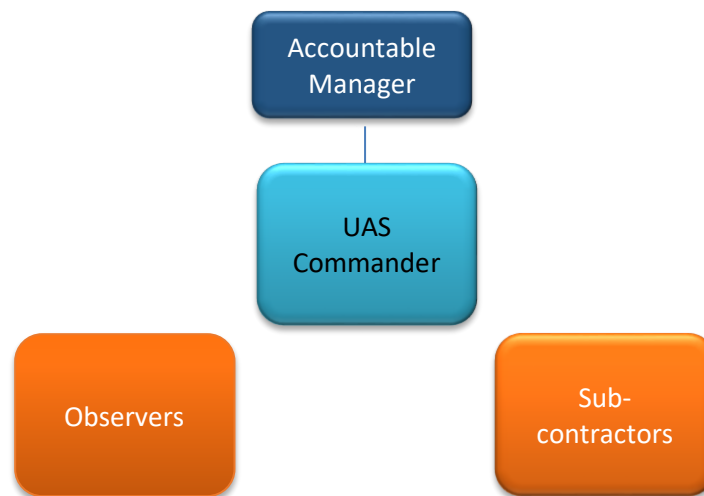 Accountable
Manager
UAS
Commander
Observers
Sub-
contractors